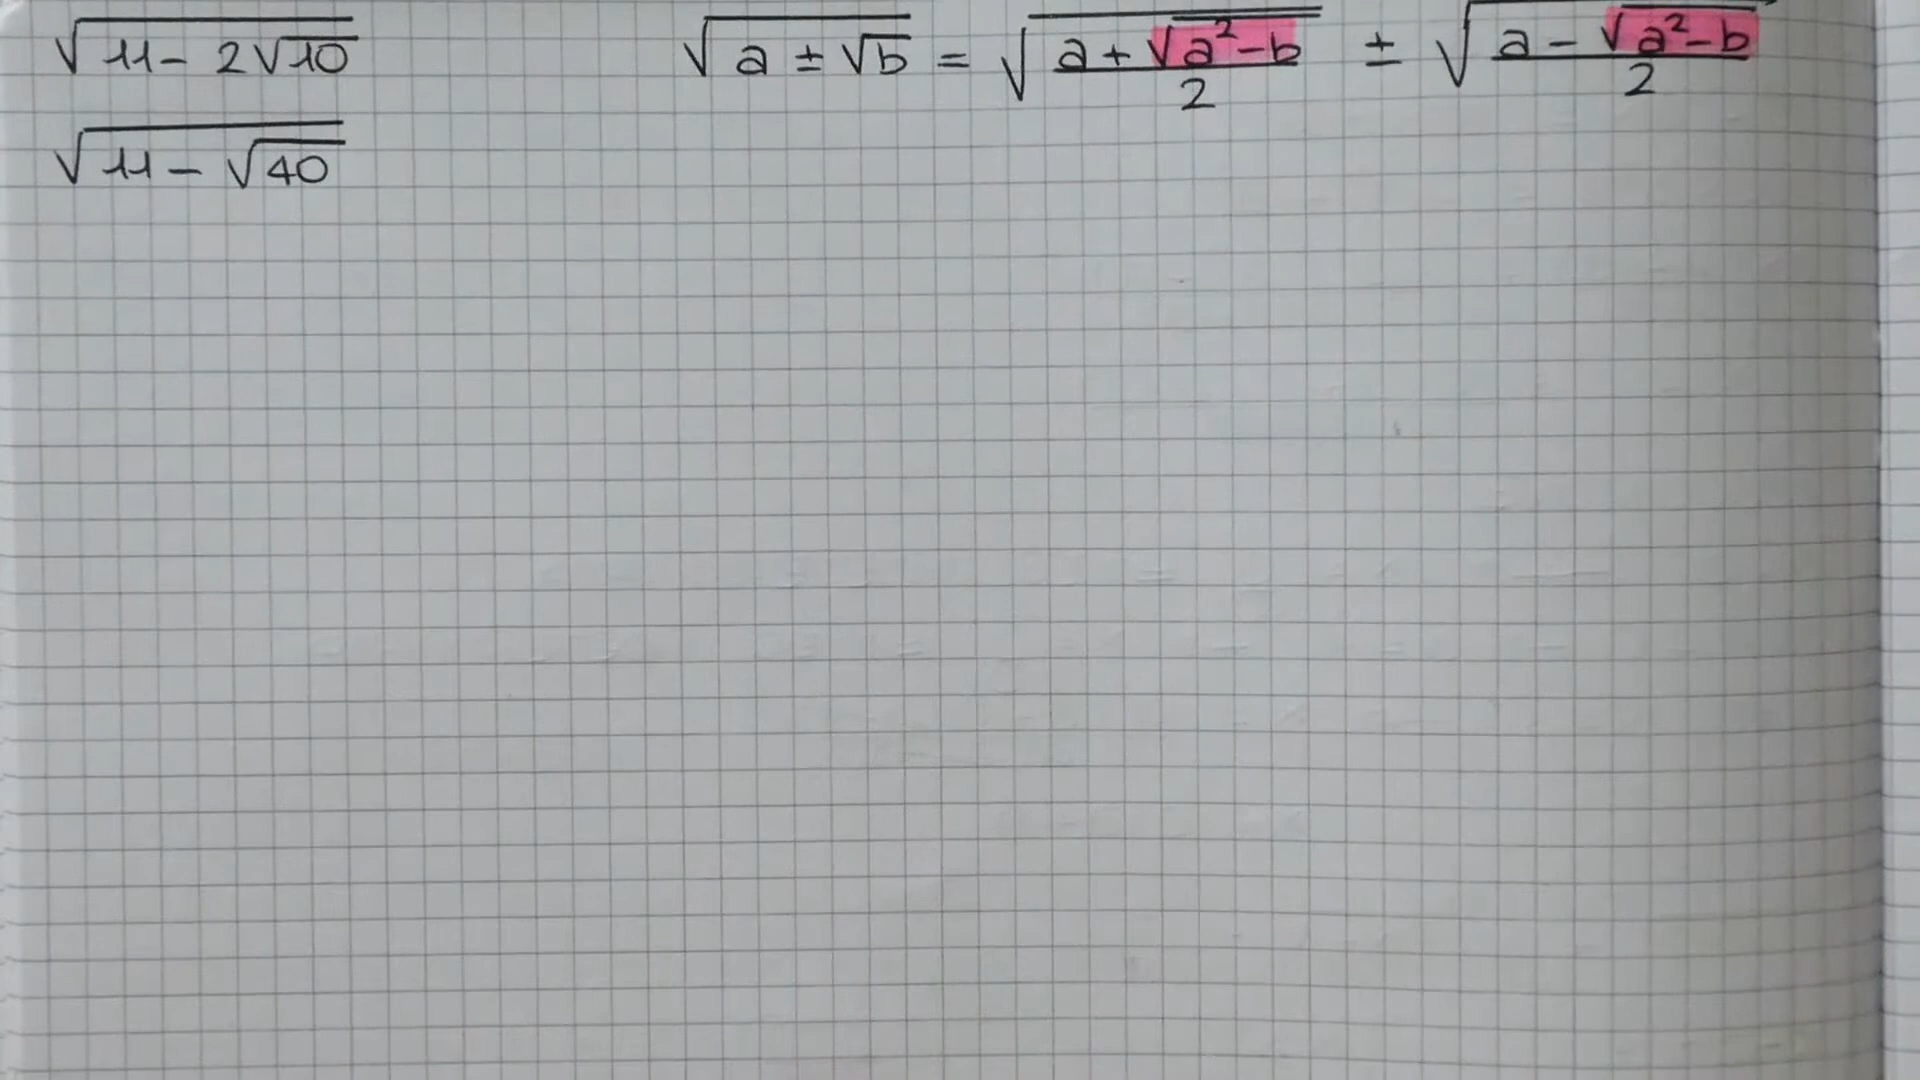 √(11 - 2√10)    √(a ± √b) = √((a + √(a² - b))/2) ± √((a - √(a² - b))/2)
√(11 - √40)